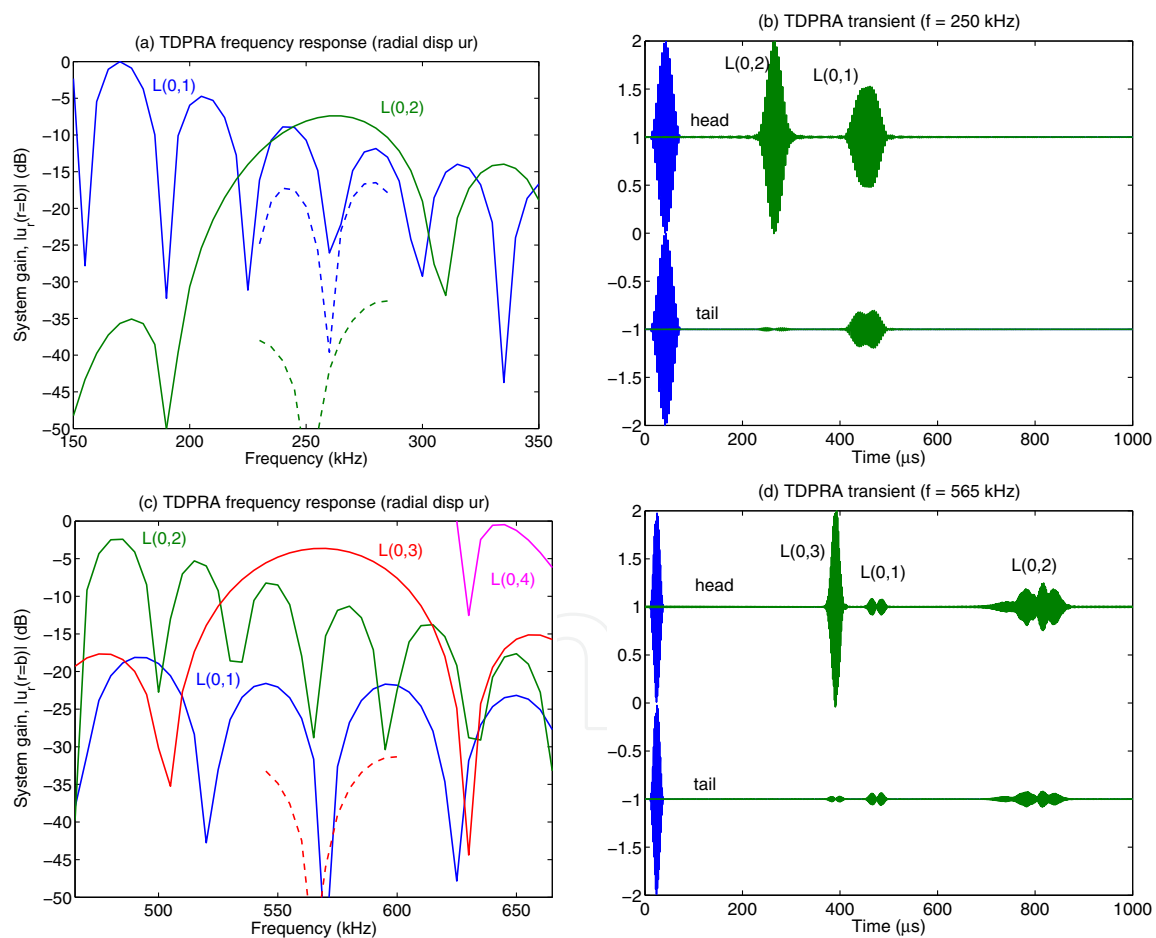 (a) TDPRA frequency response (radial disp ur)
System gain, |u_r(r=b)| (dB)
0
−5
−10
−15
−20
−25
−30
−35
−40
−45
−50
L(0,1)
L(0,2)
150 200 250 300 350
Frequency (kHz)
(b) TDPRA transient (f = 250 kHz)
2
1.5
1
0.5
0
−0.5
−1
−1.5
−2
L(0,2)
L(0,1)
head
tail
0 200 400 600 800 1000
Time (μs)
(c) TDPRA frequency response (radial disp ur)
System gain, |u_r(r=b)| (dB)
0
−5
−10
−15
−20
−25
−30
−35
−40
−45
−50
L(0,2)
L(0,3)
L(0,4)
L(0,1)
500 550 600 650
Frequency (kHz)
(d) TDPRA transient (f = 565 kHz)
2
1.5
1
0.5
0
−0.5
−1
−1.5
−2
L(0,3)
L(0,1)
L(0,2)
head
tail
0 200 400 600 800 1000
Time (μs)